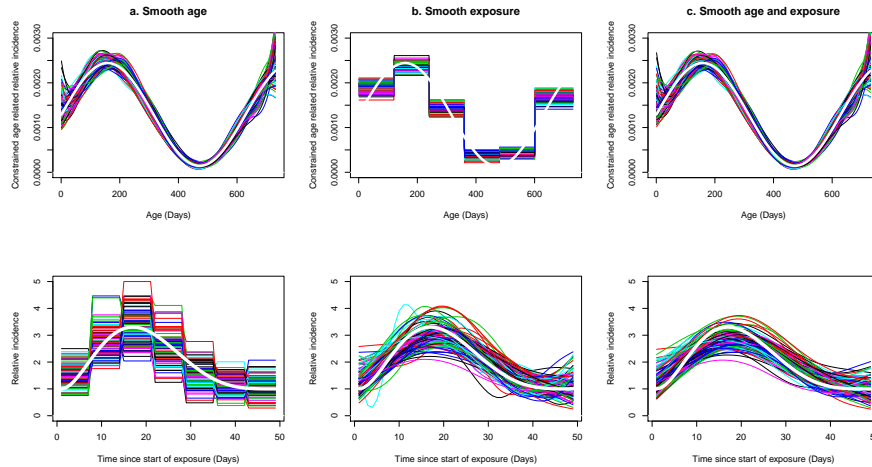 a. Smooth age
b. Smooth exposure
c. Smooth age and exposure
Constrained age related relative incidence
0.0000 0.0010 0.0020 0.0030
0 200 400 600
Age (Days)
Constrained age related relative incidence
0.0000 0.0010 0.0020 0.0030
0 200 400 600
Age (Days)
Constrained age related relative incidence
0.0000 0.0010 0.0020 0.0030
0 200 400 600
Age (Days)
Relative incidence
0 1 2 3 4 5
0 10 20 30 40 50
Time since start of exposure (Days)
Relative incidence
0 1 2 3 4 5
0 10 20 30 40 50
Time since start of exposure (Days)
Relative incidence
0 1 2 3 4 5
0 10 20 30 40
Time since start of exposure (Days)